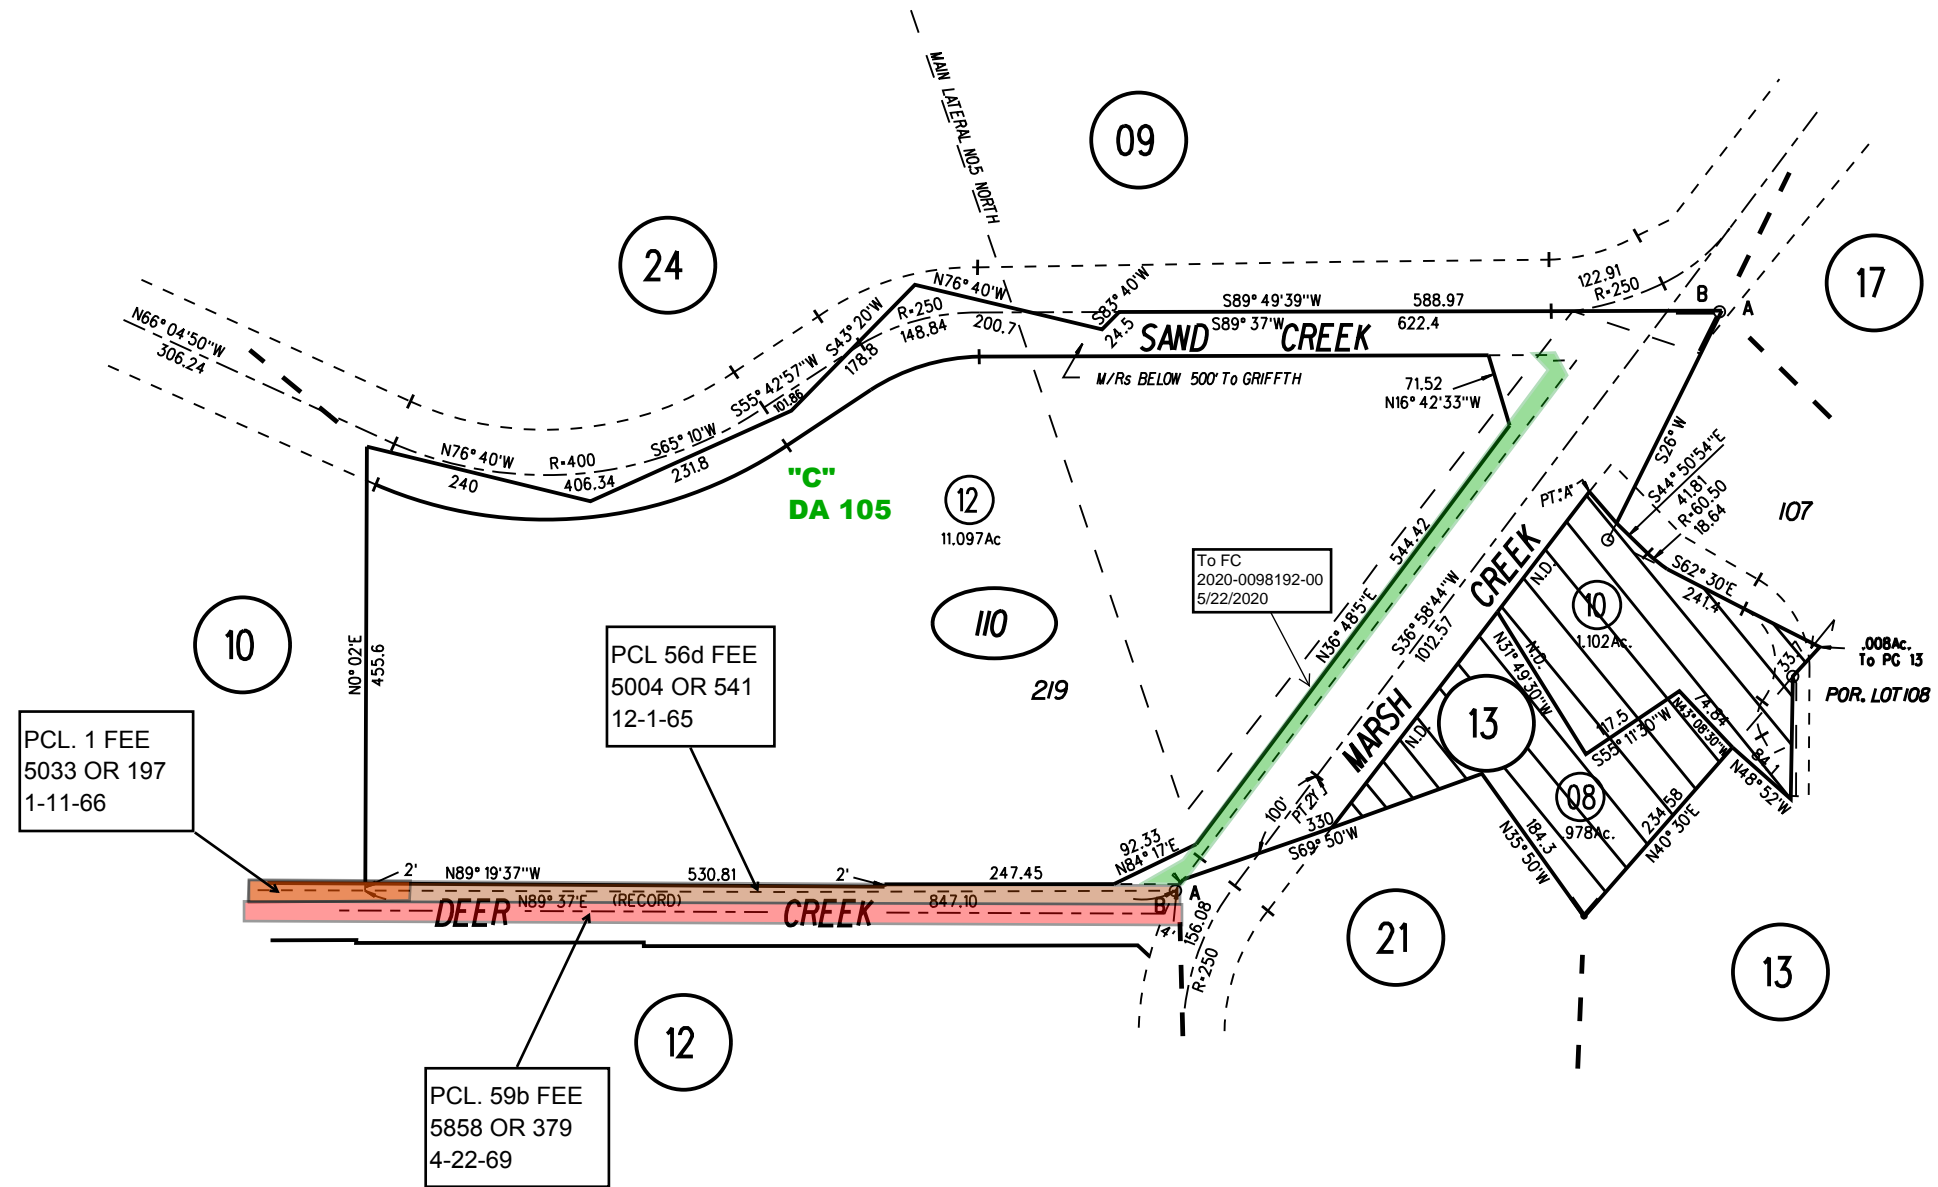 MAIN LATERAL NO.5 NORTH
09
24
17
10
12
21
13
13
N66° 04'50"W
306.24
N76° 40'W
240
R=400
406.34
S65° 10'W
231.8
S55° 42'57"W
101.86
S43° 20'W
178.8
R=250
148.84
N76° 40'W
200.7
S83° 40'W
24.5
S89° 49'39"W 588.97
S89° 37'W 622.4
SAND CREEK
M/Rs BELOW 500' To GRIFFTH
122.91
R=250
B
A
71.52
N16° 42'33"W
S26° W
S44° 50'54"E
41.81
R=60.50
18.64
107
"C"
DA 105
12
11.097Ac
110
219
N0° 02'E
455.6
To FC
2020-0098192-00
5/22/2020
544.42
N36° 48'5"E
S36° 58'44"W
1012.57
MARSH CREEK
PT."A"
N.D.
S62° 30'E
241.4
10
1.102Ac.
33.7
.008Ac.
To PG 13
POR. LOT 108
N.D.
N31° 49'30"W
117.5
S55° 11'30"W
74.84
N43° 08'30"W
84.1
N48° 52'W
N.D.
08
.978Ac.
184.3
N35° 50'W
234.58
N40° 30'E
PCL 56d FEE
5004 OR 541
12-1-65
PCL. 1 FEE
5033 OR 197
1-11-66
2'
N89° 19'37"W
530.81
2'
247.45
92.33
N84° 17'E
100'
330
S69° 50'W
N89° 37'E (RECORD) 847.10
DEER CREEK
A
B
4'
156.08
R=250
PCL. 59b FEE
5858 OR 379
4-22-69